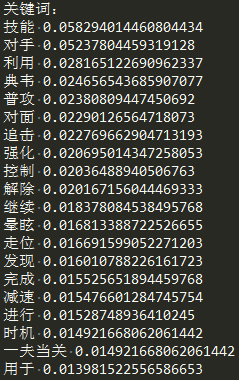 关键词:
技能 0.058294014460804434
对手 0.05237804459319128
利用 0.028165122690962337
典韦 0.024656543685907077
普攻 0.02380809447450692
对面 0.02290126564718073
追击 0.022769662904713193
强化 0.020695014347258053
控制 0.02036488940506763
解除 0.020167156044469333
继续 0.018378084538495768
晕眩 0.016813388722526655
走位 0.016691599052271203
发现 0.016010788226161723
完成 0.015525651894459768
减速 0.015476601284745754
进行 0.01528748936410245
时机 0.014921668062061442
一夫当关 0.014921668062061442
用于 0.013981522556586653